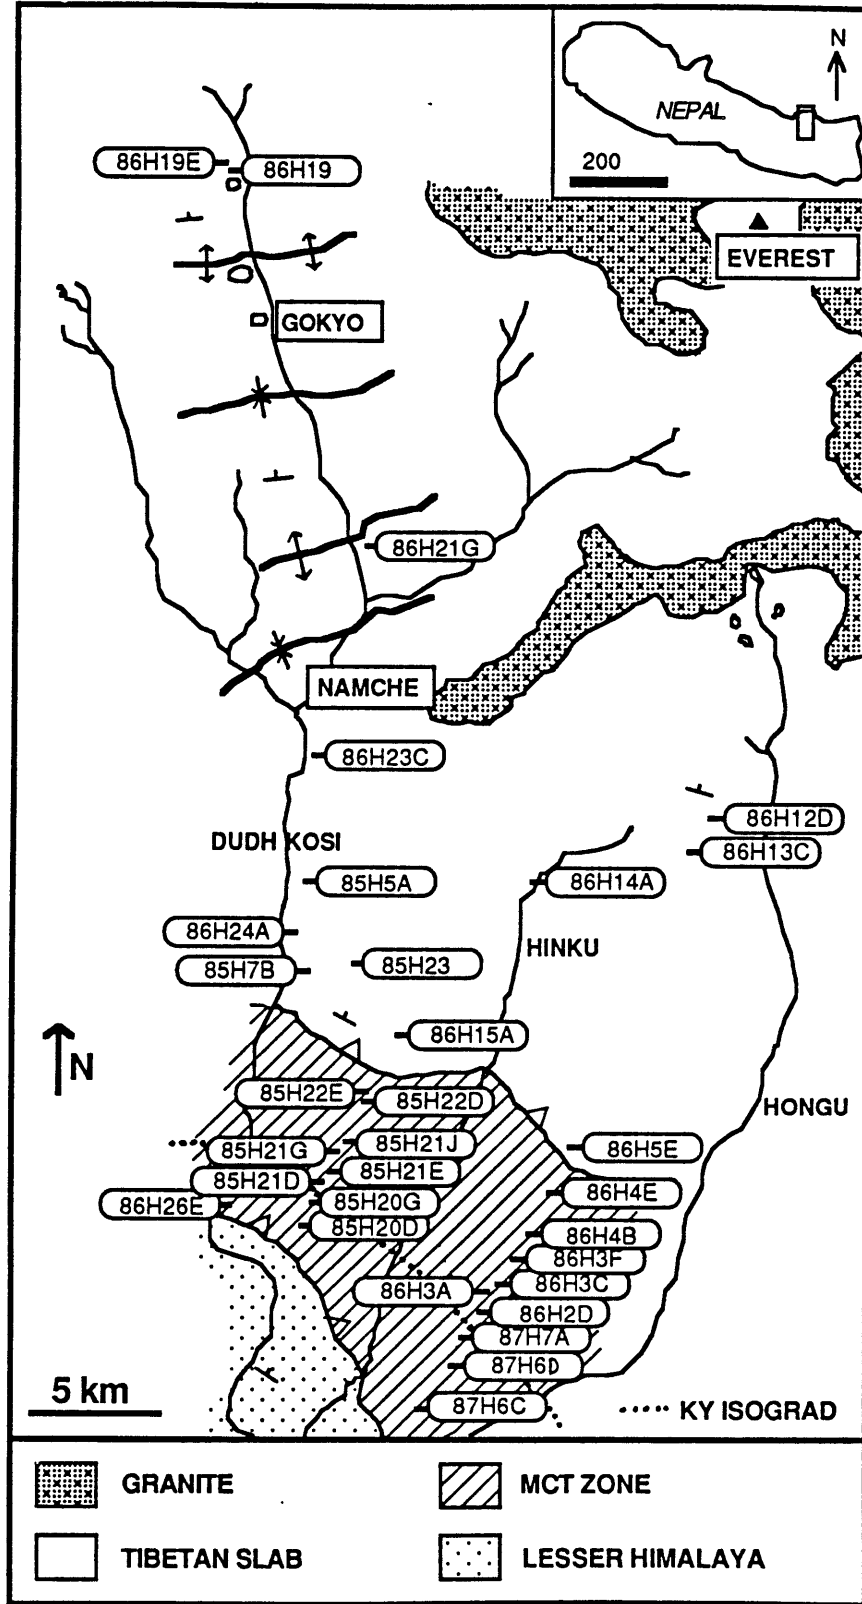 N
NEPAL
200
86H19E
86H19
EVEREST
GOKYO
86H21G
NAMCHE
86H23C
86H12D
DUDH KOSI
86H13C
85H5A
86H14A
86H24A
HINKU
85H7B
85H23
86H15A
N
85H22E
85H22D
HONGU
85H21J
85H21G
86H5E
85H21E
85H21D
86H4E
86H26E
85H20G
85H20D
86H4B
86H3F
86H3C
86H3A
86H2D
87H7A
87H6D
5 km
87H6C
KY ISOGRAD
GRANITE
MCT ZONE
TIBETAN SLAB
LESSER HIMALAYA